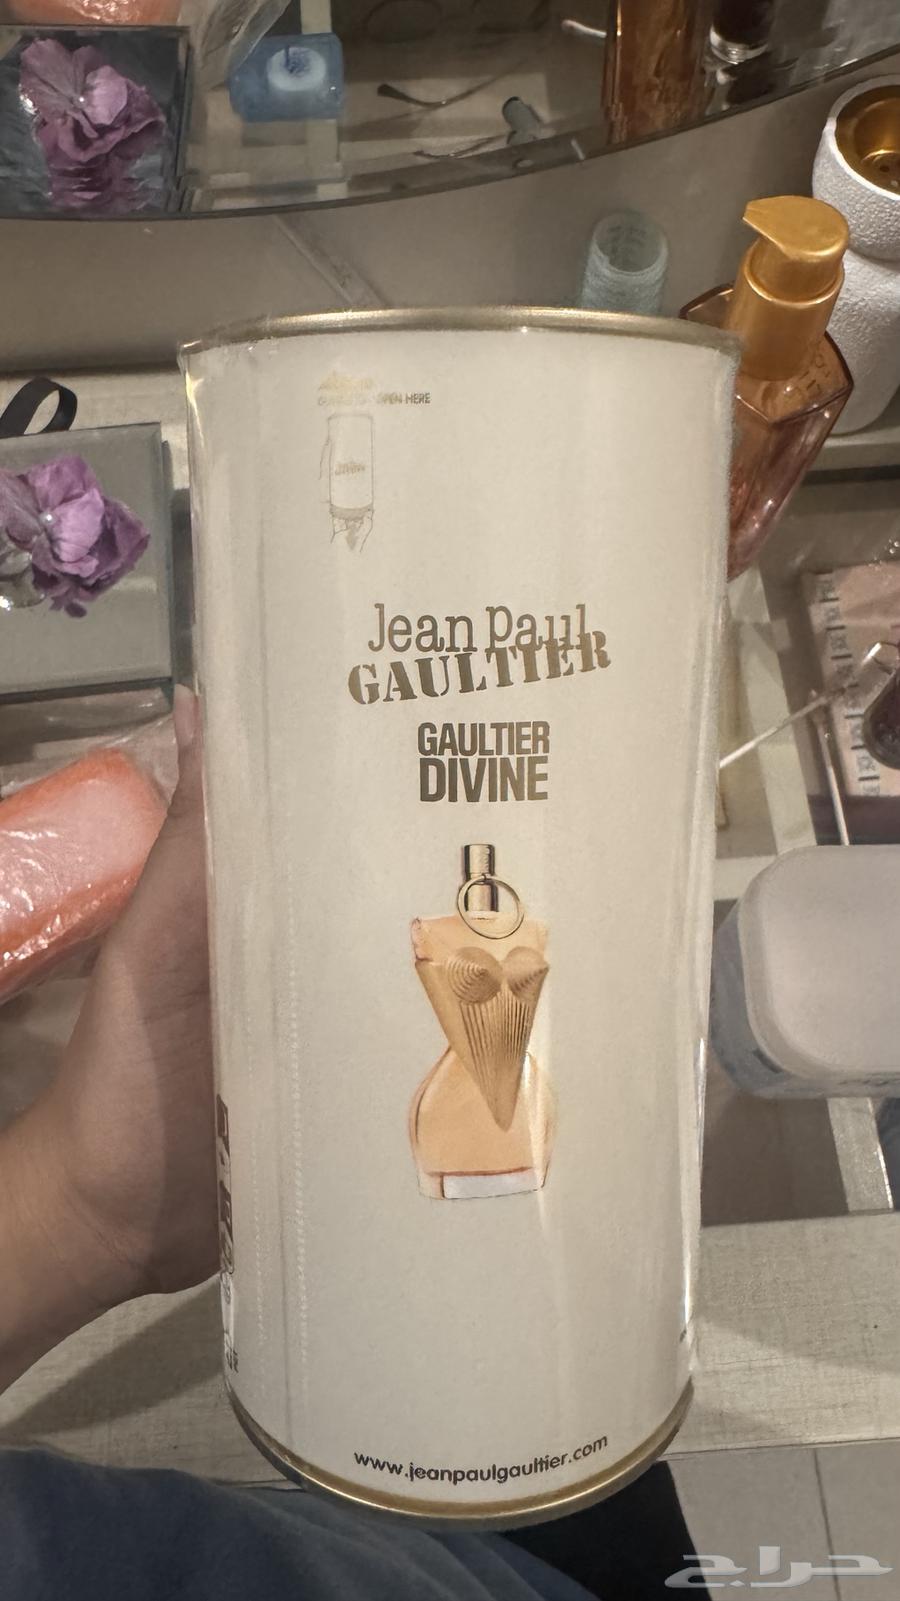 OPEN HERE
Jean Paul
GAULTIER
GAULTIER
DIVINE
www.jeanpaulgaultier.com
حراج